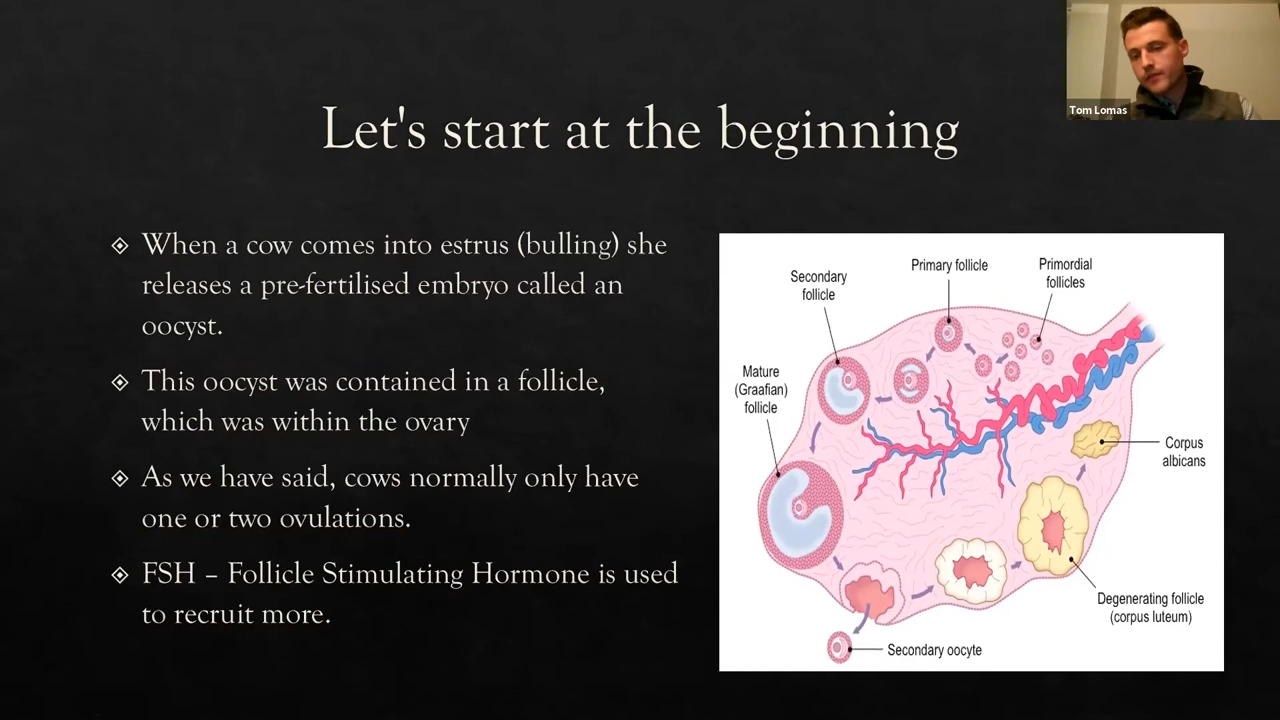 Tom Lomas
Let's start at the beginning
When a cow comes into estrus (bulling) she
releases a pre-fertilised embryo called an
oocyst.
This oocyst was contained in a follicle,
which was within the ovary
As we have said, cows normally only have
one or two ovulations.
FSH – Follicle Stimulating Hormone is used
to recruit more.
Secondary
follicle
Primary follicle
Primordial
follicles
Mature
(Graafian)
follicle
Corpus
albicans
Degenerating follicle
(corpus luteum)
Secondary oocyte